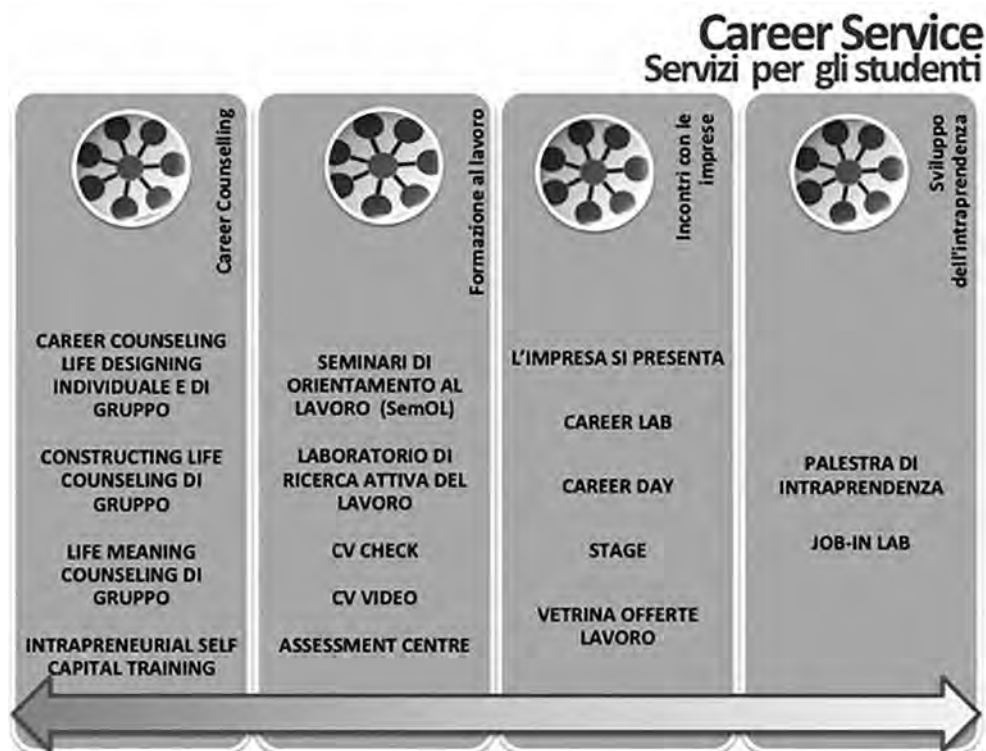 Career Service
Servizi per gli studenti
Career Counselling
CAREER COUNSELING
LIFE DESIGNING
INDIVIDUALE E DI
GRUPPO
CONSTRUCTING LIFE
COUNSELING DI
GRUPPO
LIFE MEANING
COUNSELING DI
GRUPPO
INTRAPRENEURIAL SELF
CAPITAL TRAINING
Formazione al lavoro
SEMINARI DI
ORIENTAMENTO AL
LAVORO (SemOL)
LABORATORIO DI
RICERCA ATTIVA DEL
LAVORO
CV CHECK
CV VIDEO
ASSESSMENT CENTRE
Incontri con le
imprese
L'IMPRESA SI PRESENTA
CAREER LAB
CAREER DAY
STAGE
VETRINA OFFERTE
LAVORO
Sviluppo
dell'intraprendenza
PALESTRA DI
INTRAPRENDENZA
JOB-IN LAB